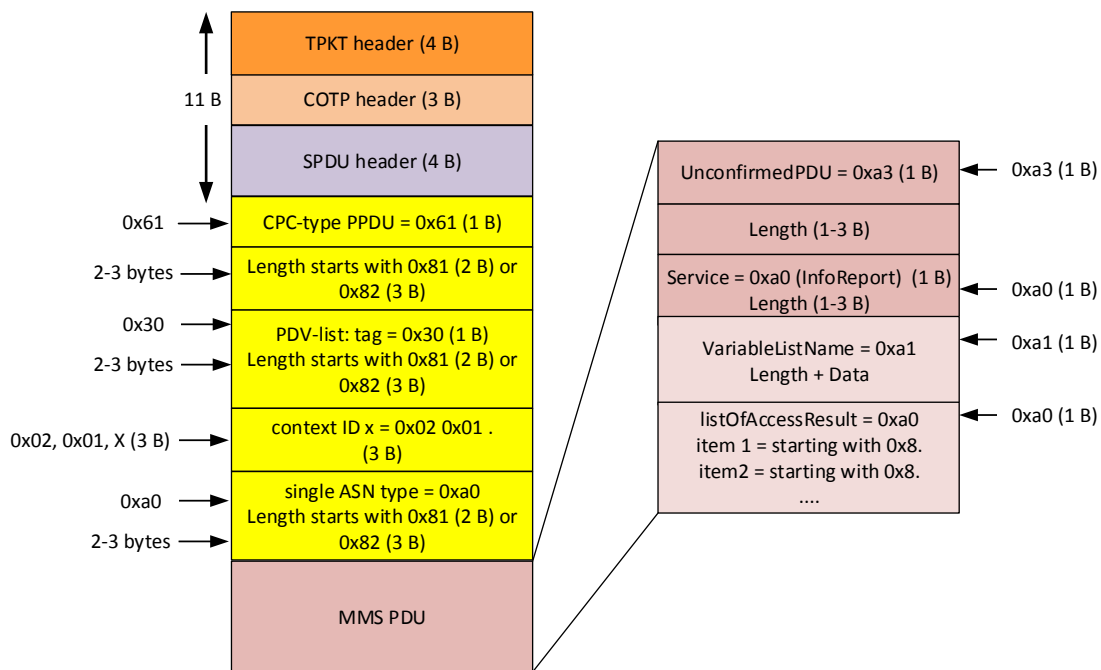 TPKT header (4 B)
COTP header (3 B)
11 B
SPDU header (4 B)
0x61
CPC-type PPDU = 0x61 (1 B)
2-3 bytes
Length starts with 0x81 (2 B) or
0x82 (3 B)
0x30
2-3 bytes
PDV-list: tag = 0x30 (1 B)
Length starts with 0x81 (2 B) or
0x82 (3 B)
0x02, 0x01, X (3 B)
context ID x = 0x02 0x01 .
(3 B)
0xa0
2-3 bytes
single ASN type = 0xa0
Length starts with 0x81 (2 B) or
0x82 (3 B)
MMS PDU
UnconfirmedPDU = 0xa3 (1 B)
0xa3 (1 B)
Length (1-3 B)
Service = 0xa0 (InfoReport) (1 B)
Length (1-3 B)
0xa0 (1 B)
VariableListName = 0xa1
Length + Data
0xa1 (1 B)
listOfAccessResult = 0xa0
item 1 = starting with 0x8.
item2 = starting with 0x8.
....
0xa0 (1 B)